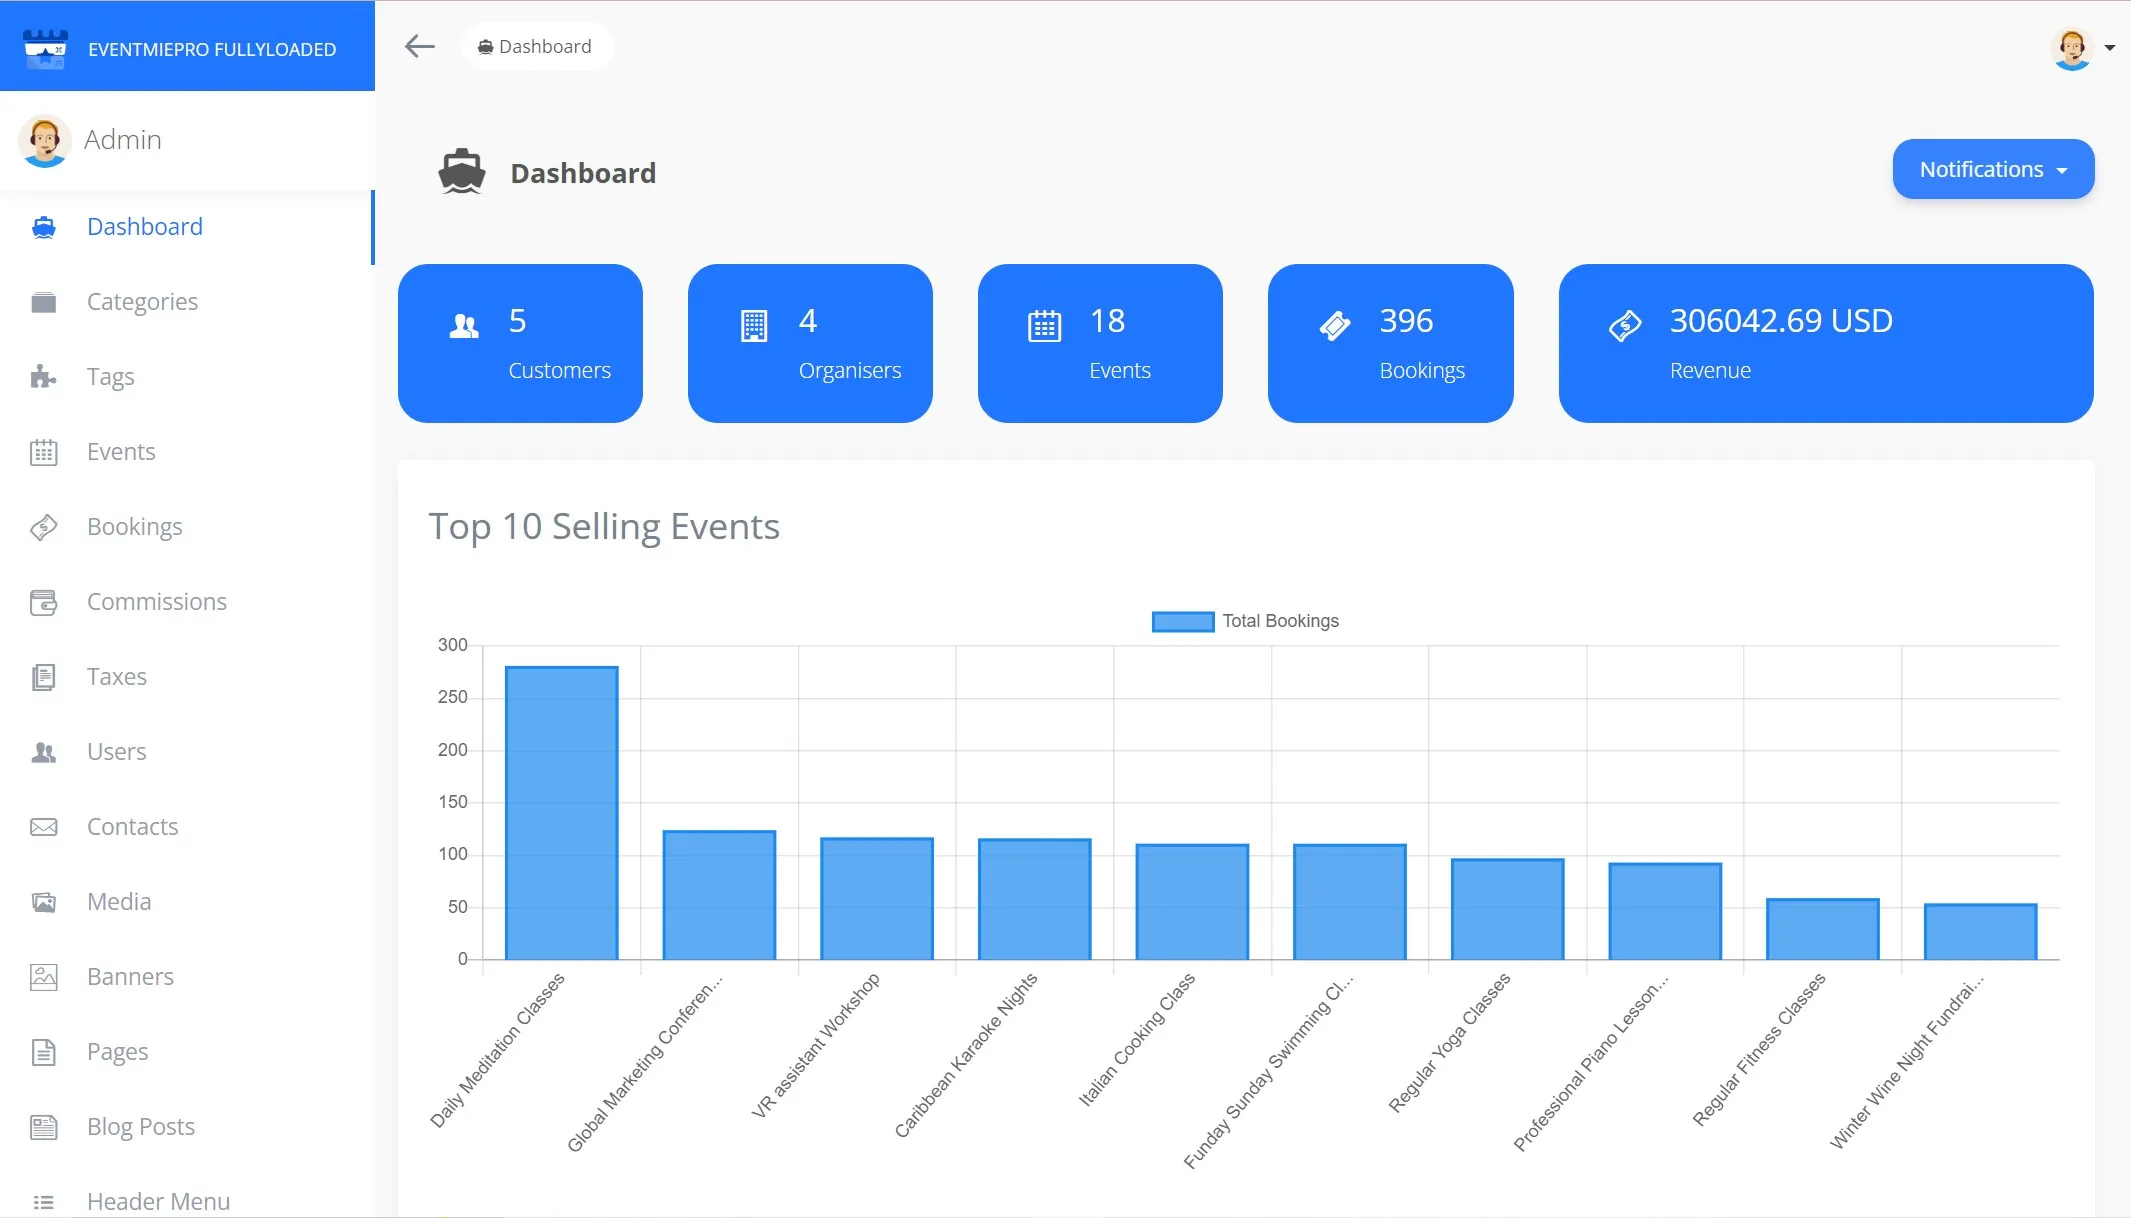 EVENTMIEPRO FULLYLOADED
Dashboard
Admin
Dashboard
Categories
Tags
Events
Bookings
Commissions
Taxes
Users
Contacts
Media
Banners
Pages
Blog Posts
Header Menu
Dashboard
Notifications
5
Customers
4
Organisers
18
Events
396
Bookings
306042.69 USD
Revenue
Top 10 Selling Events
Total Bookings
300
250
200
150
100
50
0
Daily Meditation Classes
Global Marketing Conferen...
VR assistant Workshop
Caribbean Karaoke Nights
Italian Cooking Class
Funday Sunday Swimming Cl...
Regular Yoga Classes
Professional Piano Lesson...
Regular Fitness Classes
Winter Wine Night Fundrai...